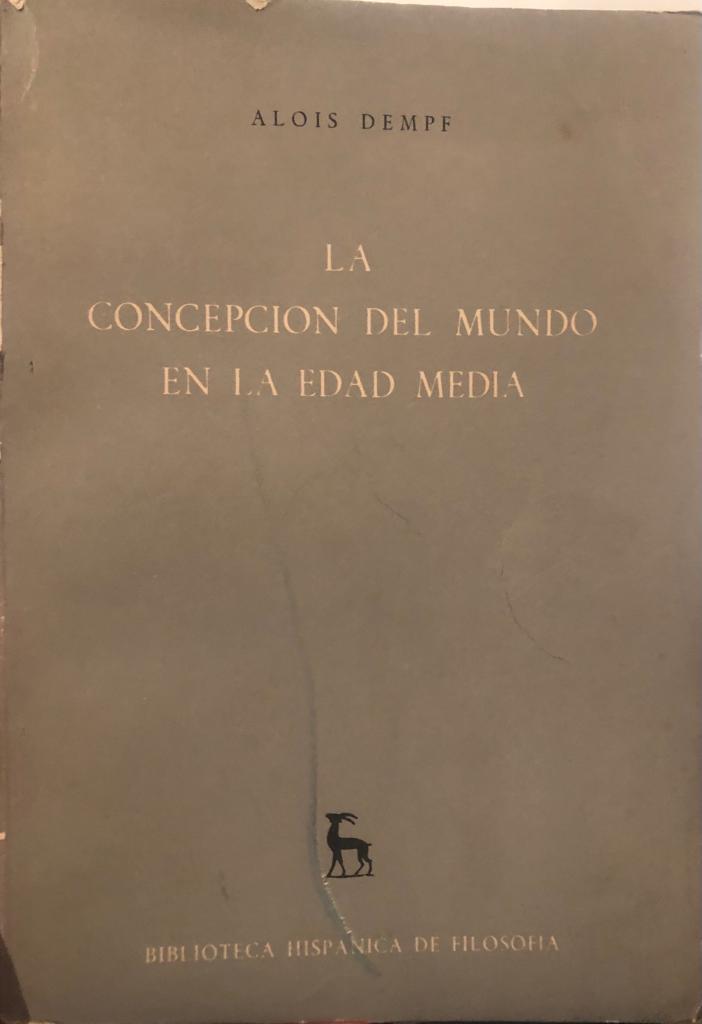 ALOIS DEMPF
LA
CONCEPCION DEL MUNDO
EN LA EDAD MEDIA
BIBLIOTECA HISPANICA DE FILOSOFIA